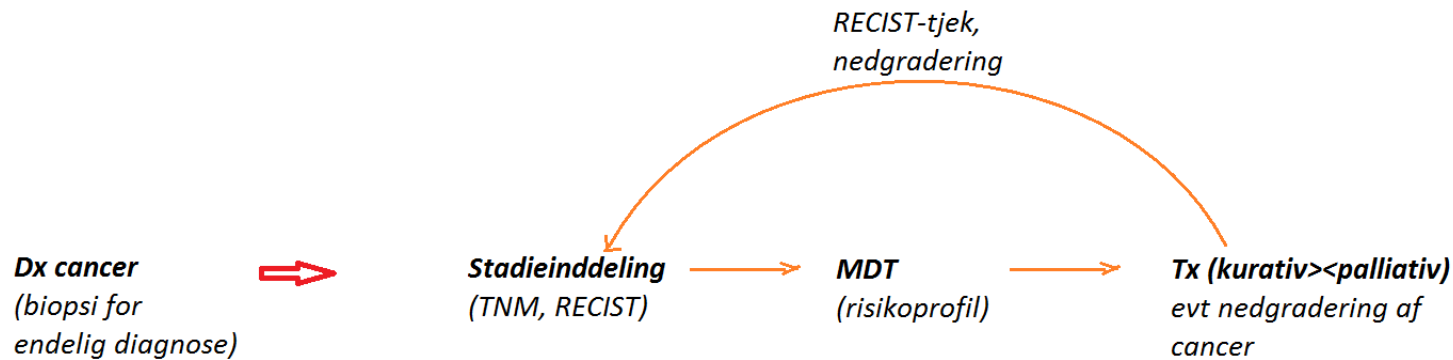 RECIST-tjek,
nedgradering
Dx cancer
(biopsi for
endelig diagnose)
Stadieinddeling
(TNM, RECIST)
MDT
(risikoprofil)
Tx (kurativ><palliativ)
evt nedgradering af
cancer